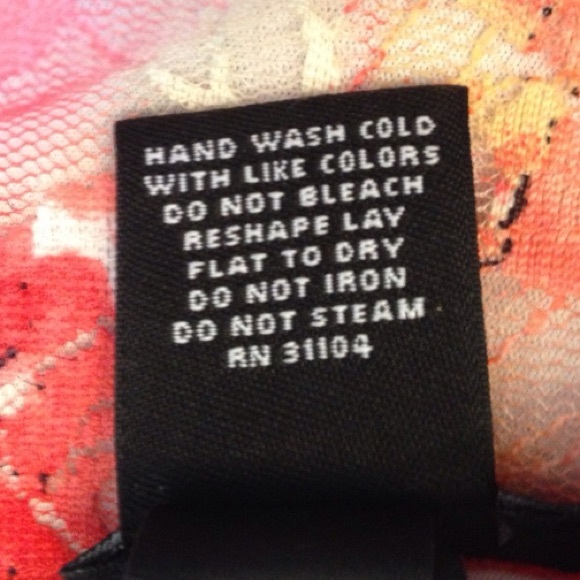 HAND WASH COLD
WITH LIKE COLORS
DO NOT BLEACH
RESHAPE LAY
FLAT TO DRY
DO NOT IRON
DO NOT STEAM
RN 31104